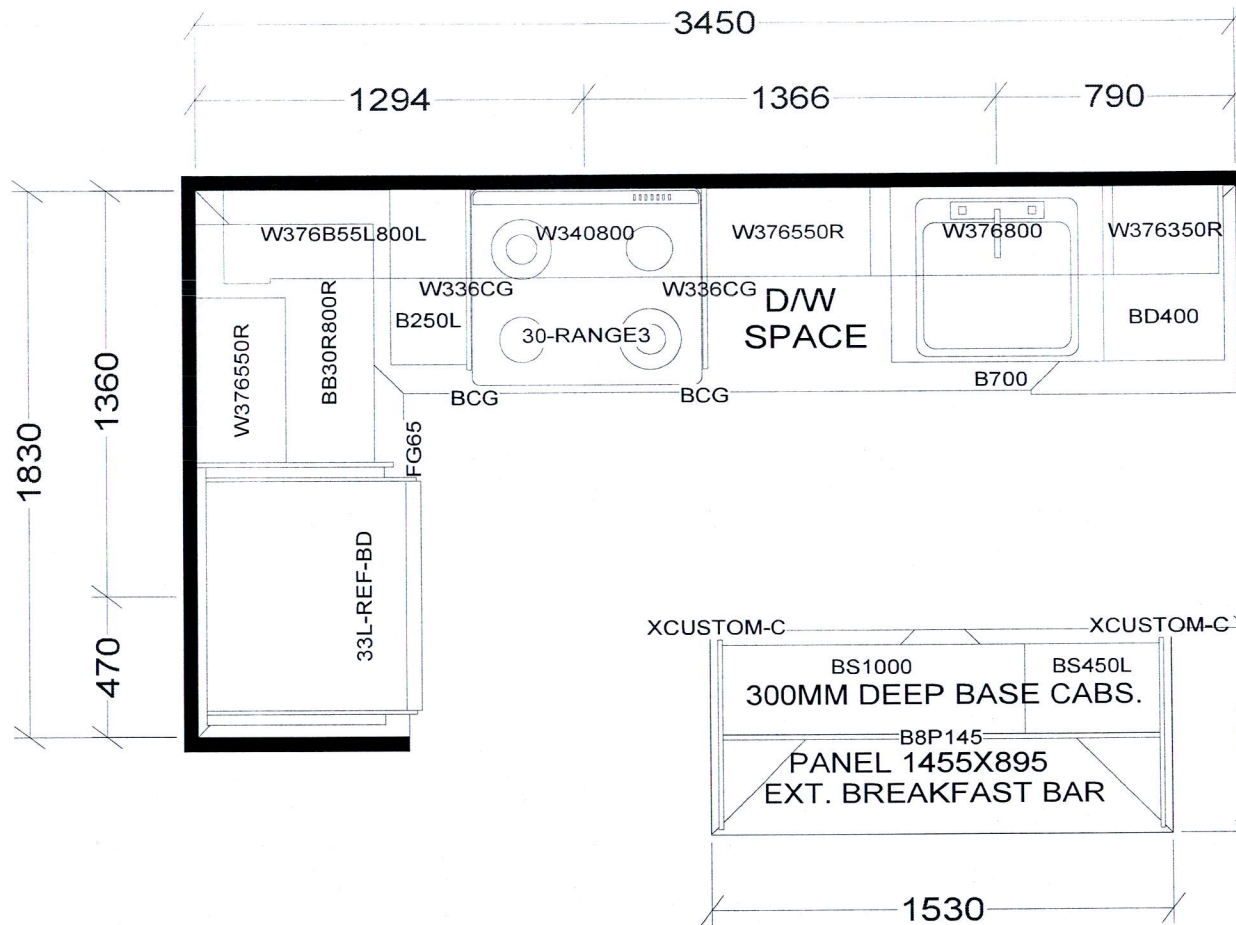 3450
1294
1366
790
W376B55L800L
W340800
W376550R
W376800
W376350R
W336CG
W336CG
D/W
SPACE
B250L
30-RANGE3
BD400
BB30R800R
W376550R
B700
BCG
BCG
FG65
1360
1830
33L-REF-BD
470
XCUSTOM-C
XCUSTOM-C
BS1000
BS450L
300MM DEEP BASE CABS.
B8P145
PANEL 1455X895
EXT. BREAKFAST BAR
1530